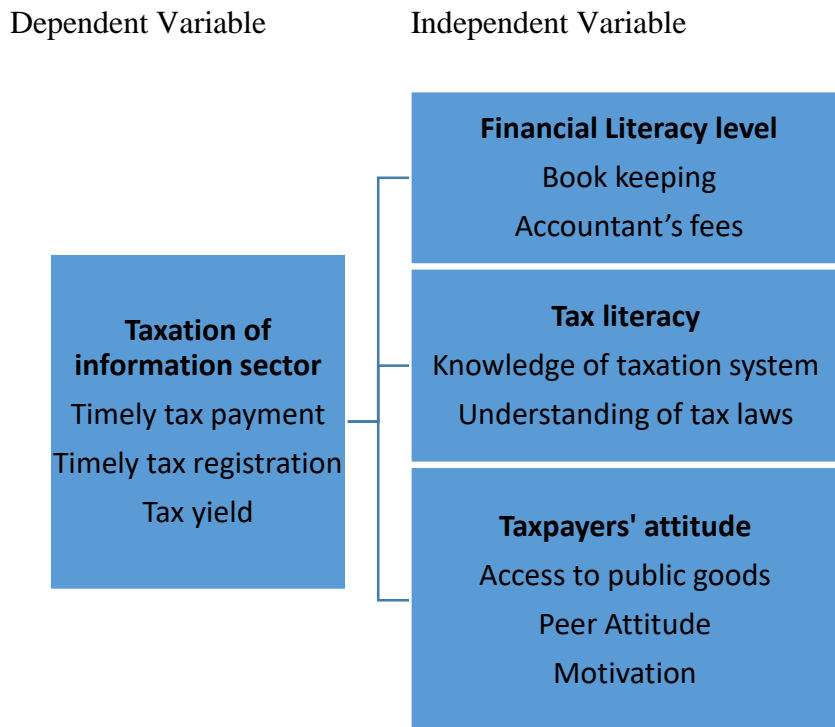 Dependent Variable
Independent Variable
Financial Literacy level
Book keeping
Accountant’s fees
Taxation of
information sector
Timely tax payment
Timely tax registration
Tax yield
Tax literacy
Knowledge of taxation system
Understanding of tax laws
Taxpayers' attitude
Access to public goods
Peer Attitude
Motivation